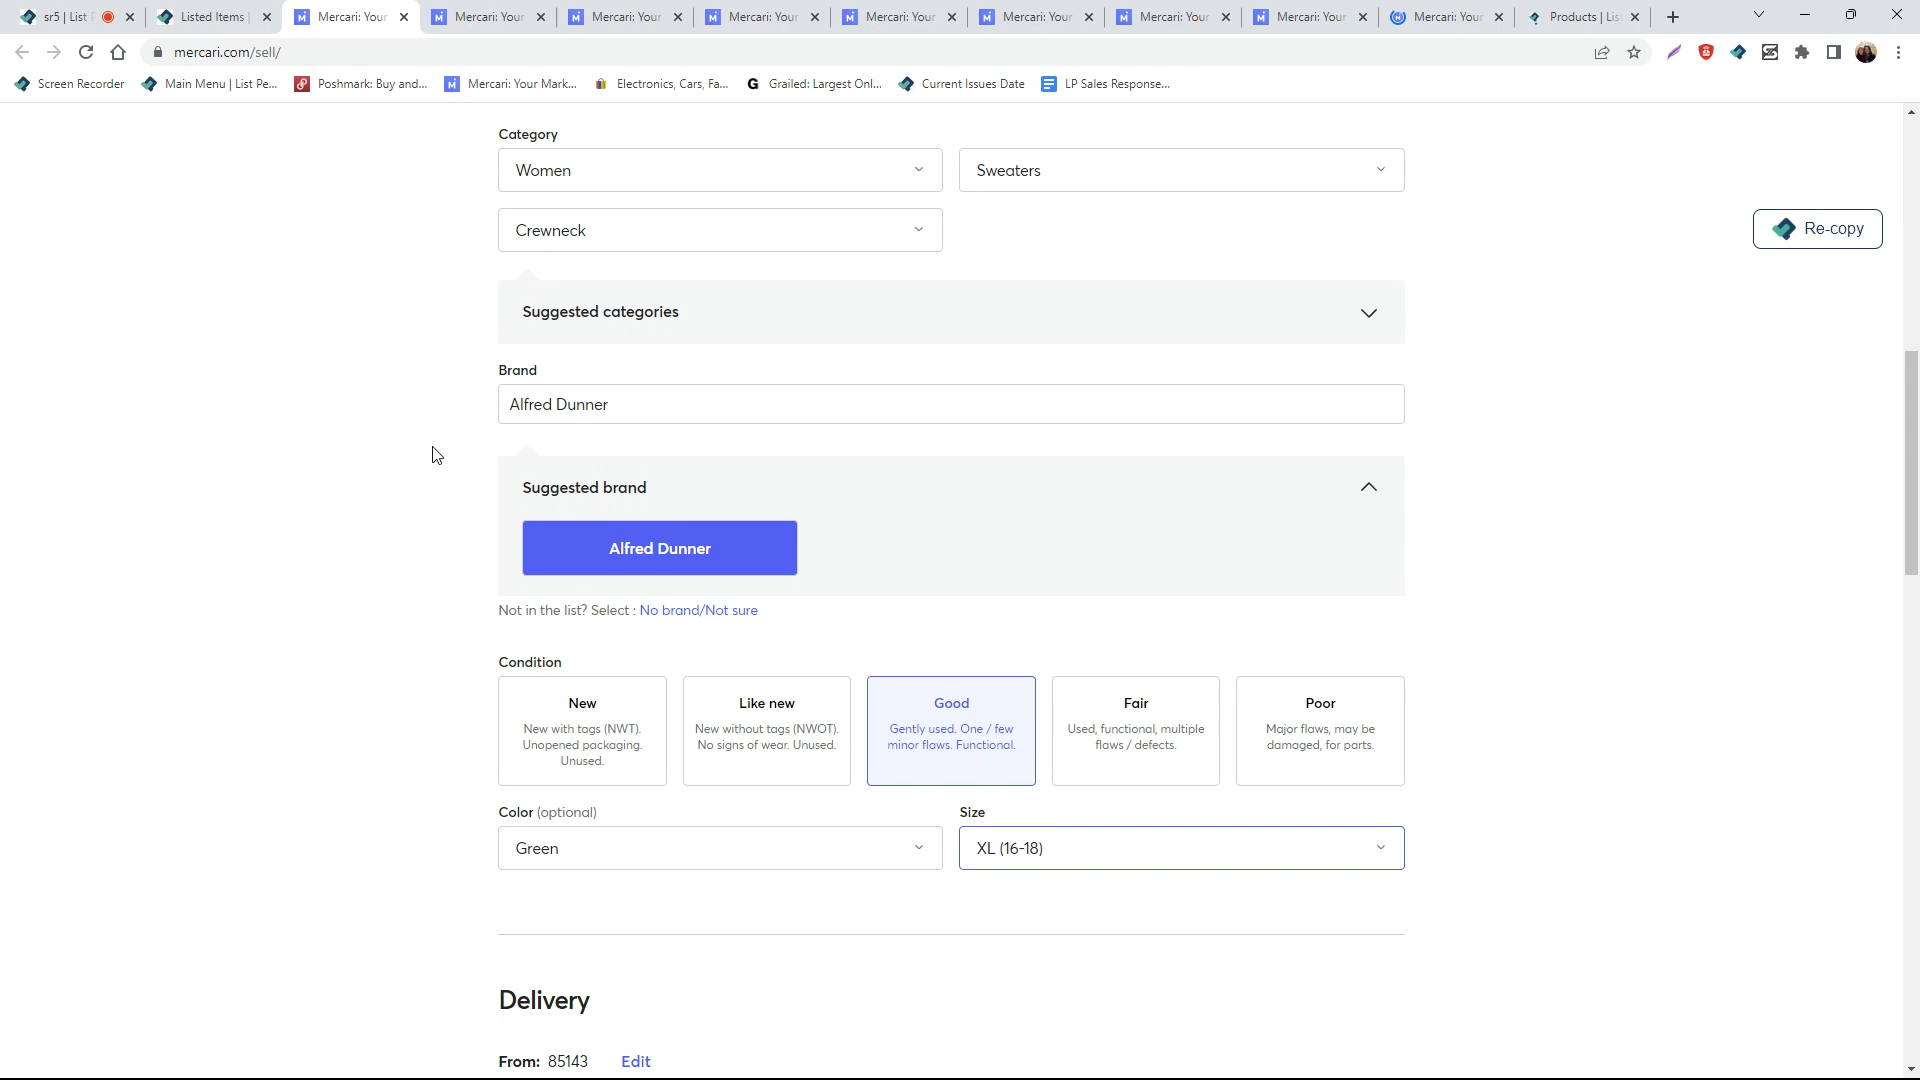 sr5 | List
Listed Items |
Mercari: Your
Mercari: Your
Mercari: Your
Mercari: Your
Mercari: Your
Mercari: Your
Mercari: Your
Mercari: Your
Mercari: Your
Products | Lis
mercari.com/sell/
Screen Recorder
Main Menu | List Pe...
Poshmark: Buy and...
Mercari: Your Mark...
Electronics, Cars, Fa...
Grailed: Largest Onl...
Current Issues Date
LP Sales Response...
Category
Women
Sweaters
Crewneck
Re-copy
Suggested categories
Brand
Alfred Dunner
Suggested brand
Alfred Dunner
Not in the list? Select : No brand/Not sure
Condition
New
New with tags (NWT).
Unopened packaging.
Unused.
Like new
New without tags (NWOT).
No signs of wear. Unused.
Good
Gently used. One / few
minor flaws. Functional.
Fair
Used, functional, multiple
flaws / defects.
Poor
Major flaws, may be
damaged, for parts.
Color (optional)
Size
Green
XL (16-18)
Delivery
From: 85143 Edit